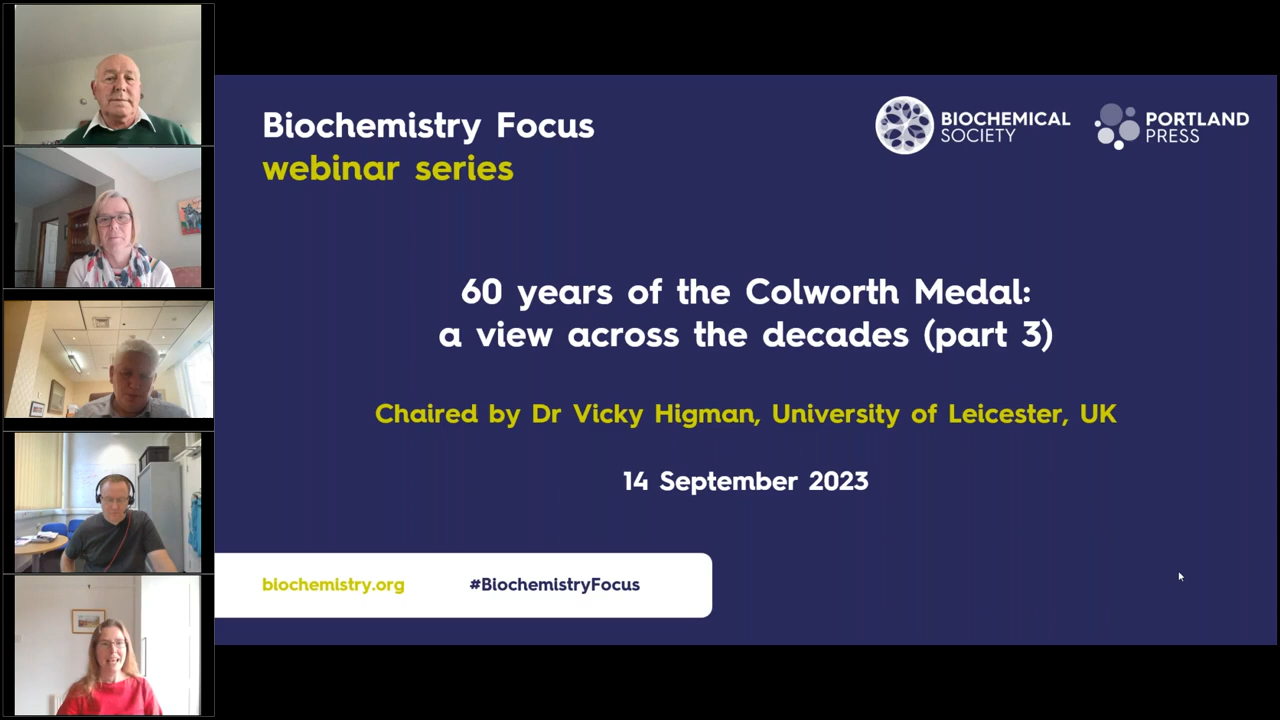 Biochemistry Focus
webinar series
BIOCHEMICAL
SOCIETY
PORTLAND
PRESS
60 years of the Colworth Medal:
a view across the decades (part 3)
Chaired by Dr Vicky Higman, University of Leicester, UK
14 September 2023
biochemistry.org
#BiochemistryFocus